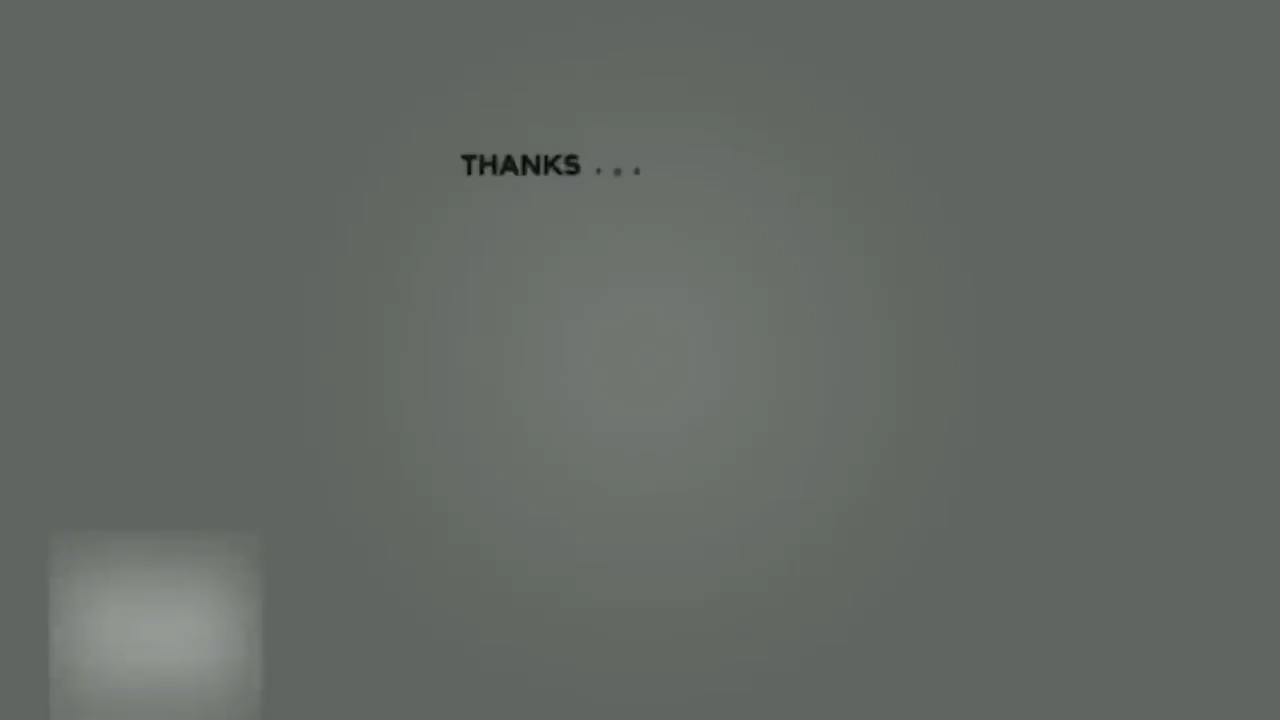 THANKS . . .